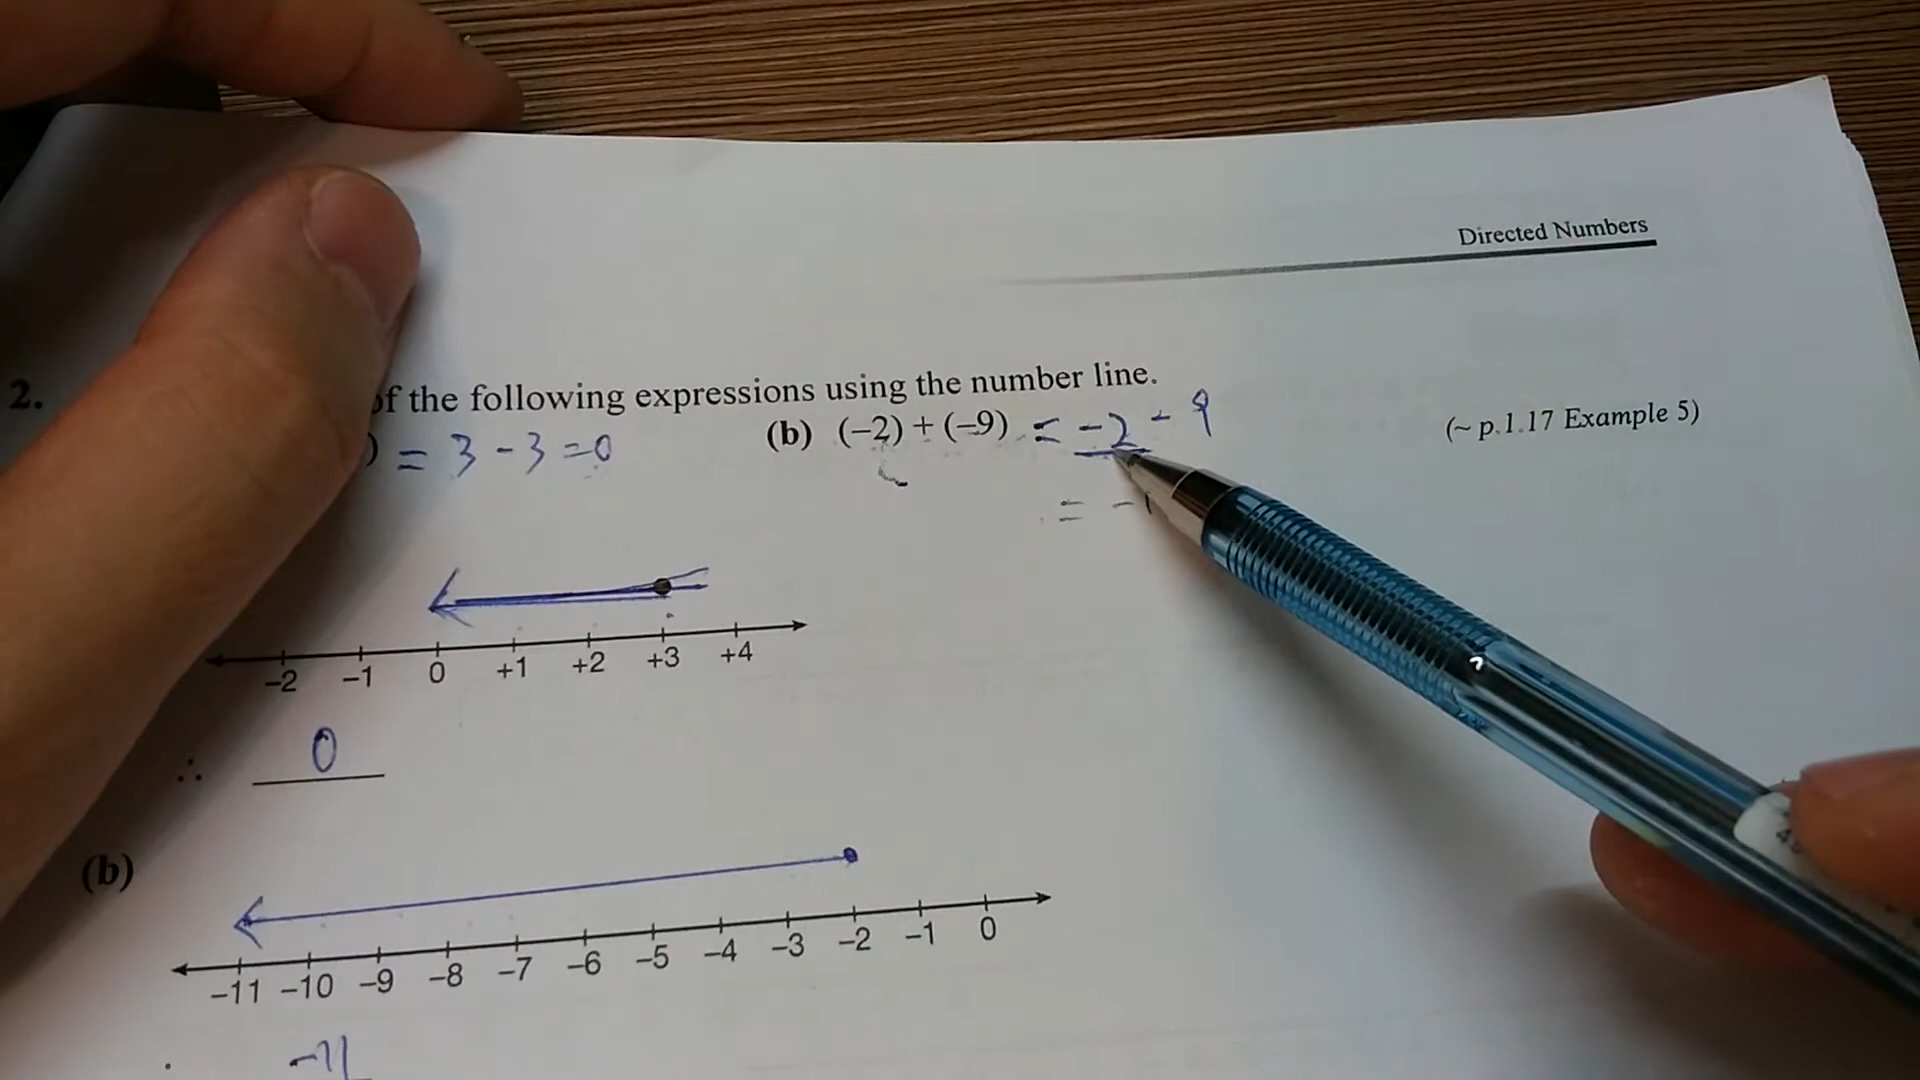 Directed Numbers
2.
f the following expressions using the number line.
) = 3 - 3 = 0
(b) (–2) + (–9) = -2 - 9
(~ p.1.17 Example 5)
= -
–2 –1 0 +1 +2 +3 +4
∴ 0
(b)
–11 –10 –9 –8 –7 –6 –5 –4 –3 –2 –1 0
-11